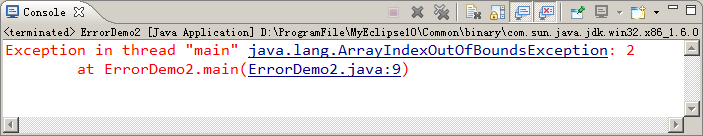 Console
<terminated> ErrorDemo2 [Java Application] D:\ProgramFile\MyEclipse10\Common\binary\com.sun.java.jdk.win32.x86_1.6.0
Exception in thread "main" java.lang.ArrayIndexOutOfBoundsException: 2
at ErrorDemo2.main(ErrorDemo2.java:9)